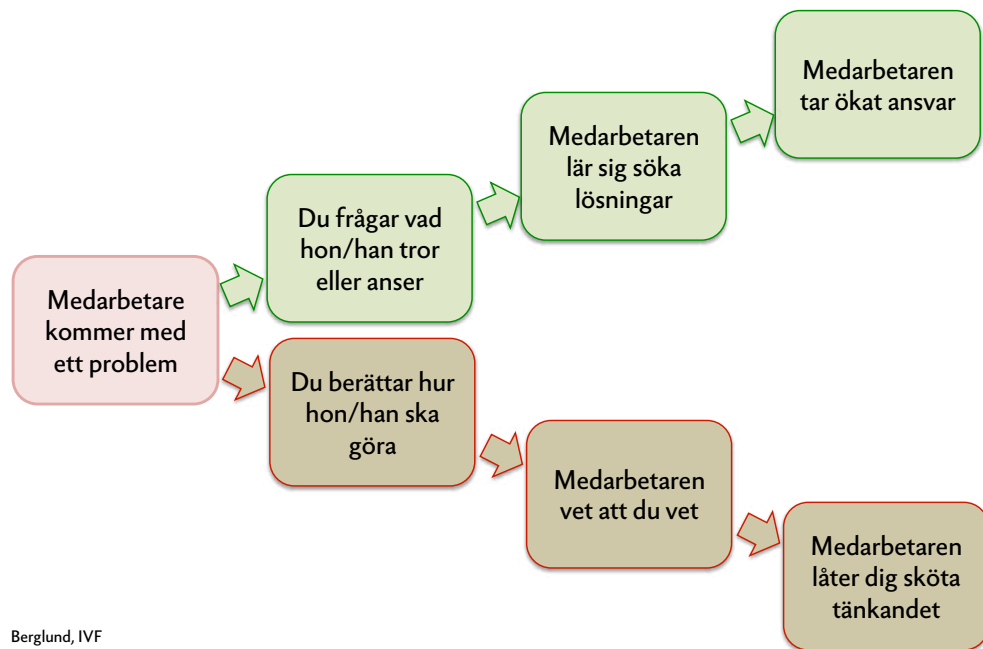 Medarbetare
kommer med
ett problem
Du frågar vad
hon/han tror
eller anser
Medarbetaren
lär sig söka
lösningar
Medarbetaren
tar ökat ansvar
Du berättar hur
hon/han ska
göra
Medarbetaren
vet att du vet
Medarbetaren
låter dig sköta
tänkandet
Berglund, IVF